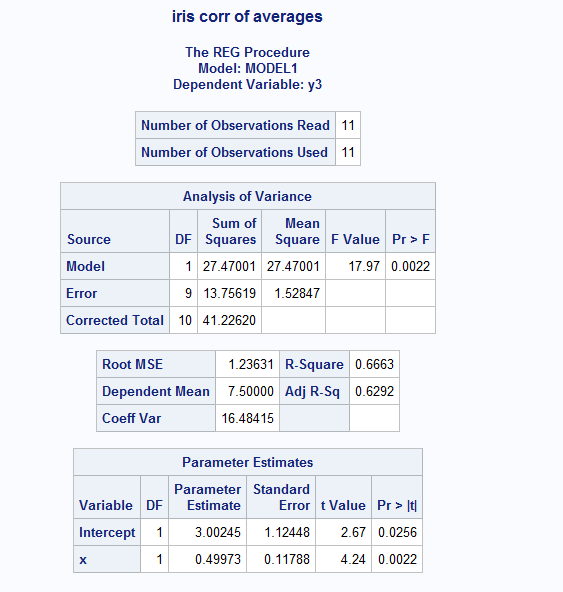 iris corr of averages
The REG Procedure
Model: MODEL1
Dependent Variable: y3
Number of Observations Read 11
Number of Observations Used 11
Analysis of Variance
Source DF Sum of Squares Mean Square F Value Pr > F
Model 1 27.47001 27.47001 17.97 0.0022
Error 9 13.75619 1.52847
Corrected Total 10 41.22620
Root MSE 1.23631 R-Square 0.6663
Dependent Mean 7.50000 Adj R-Sq 0.6292
Coeff Var 16.48415
Parameter Estimates
Variable DF Parameter Estimate Standard Error t Value Pr > |t|
Intercept 1 3.00245 1.12448 2.67 0.0256
x 1 0.49973 0.11788 4.24 0.0022